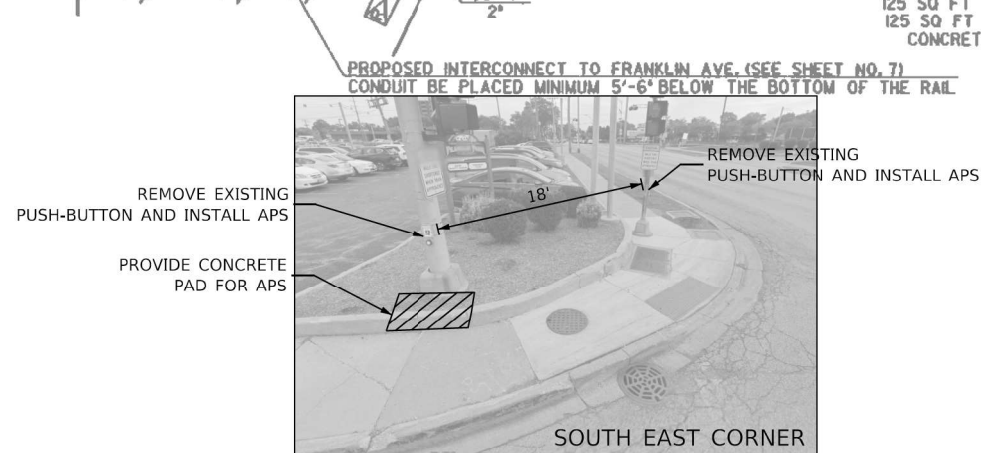 2"
125 SQ FT
125 SQ FT
CONCRET
PROPOSED INTERCONNECT TO FRANKLIN AVE. (SEE SHEET NO. 7)
CONDUIT BE PLACED MINIMUM 5'-6" BELOW THE BOTTOM OF THE RAIL
REMOVE EXISTING
PUSH-BUTTON AND INSTALL APS
18'
REMOVE EXISTING
PUSH-BUTTON AND INSTALL APS
PROVIDE CONCRETE
PAD FOR APS
SOUTH EAST CORNER